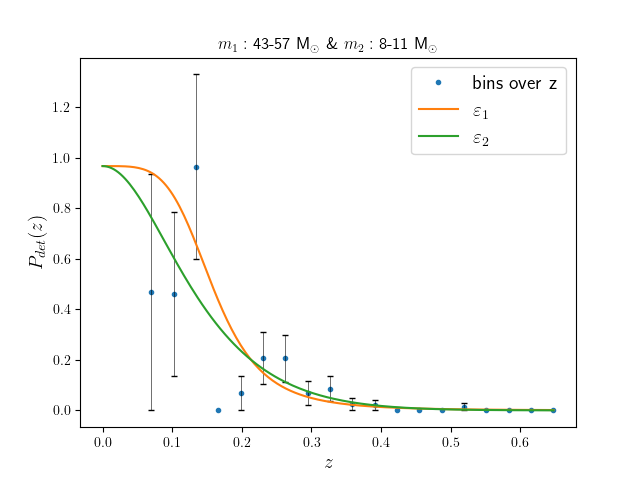 m₁ : 43-57 M☉ & m₂ : 8-11 M☉
bins over z
ε₁
ε₂
P_det(z)
1.2
1.0
0.8
0.6
0.4
0.2
0.0
0.0 0.1 0.2 0.3 0.4 0.5 0.6
z